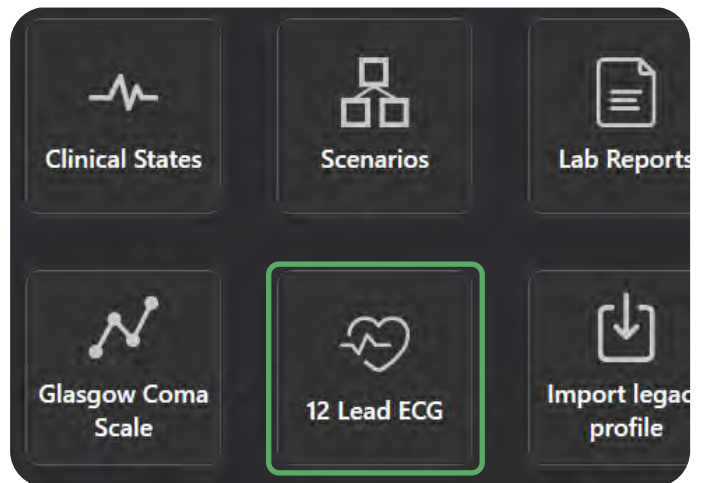 Clinical States
Scenarios
Lab Reports
Glasgow Coma
Scale
12 Lead ECG
Import legac
profile